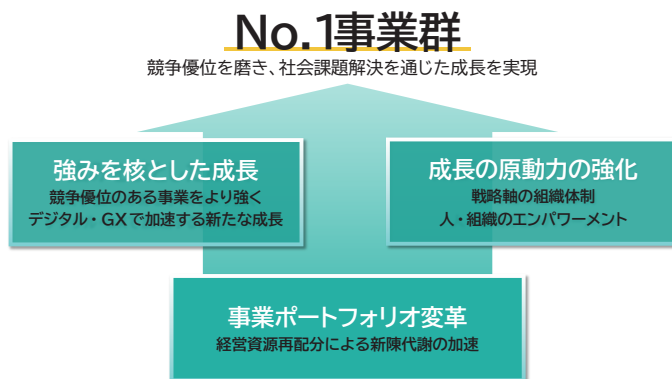 No.1事業群
競争優位を磨き、社会課題解決を通じた成長を実現
強みを核とした成長
競争優位のある事業をより強く
デジタル・GXで加速する新たな成長
成長の原動力の強化
戦略軸の組織体制
人・組織のエンパワーメント
事業ポートフォリオ変革
経営資源再配分による新陳代謝の加速